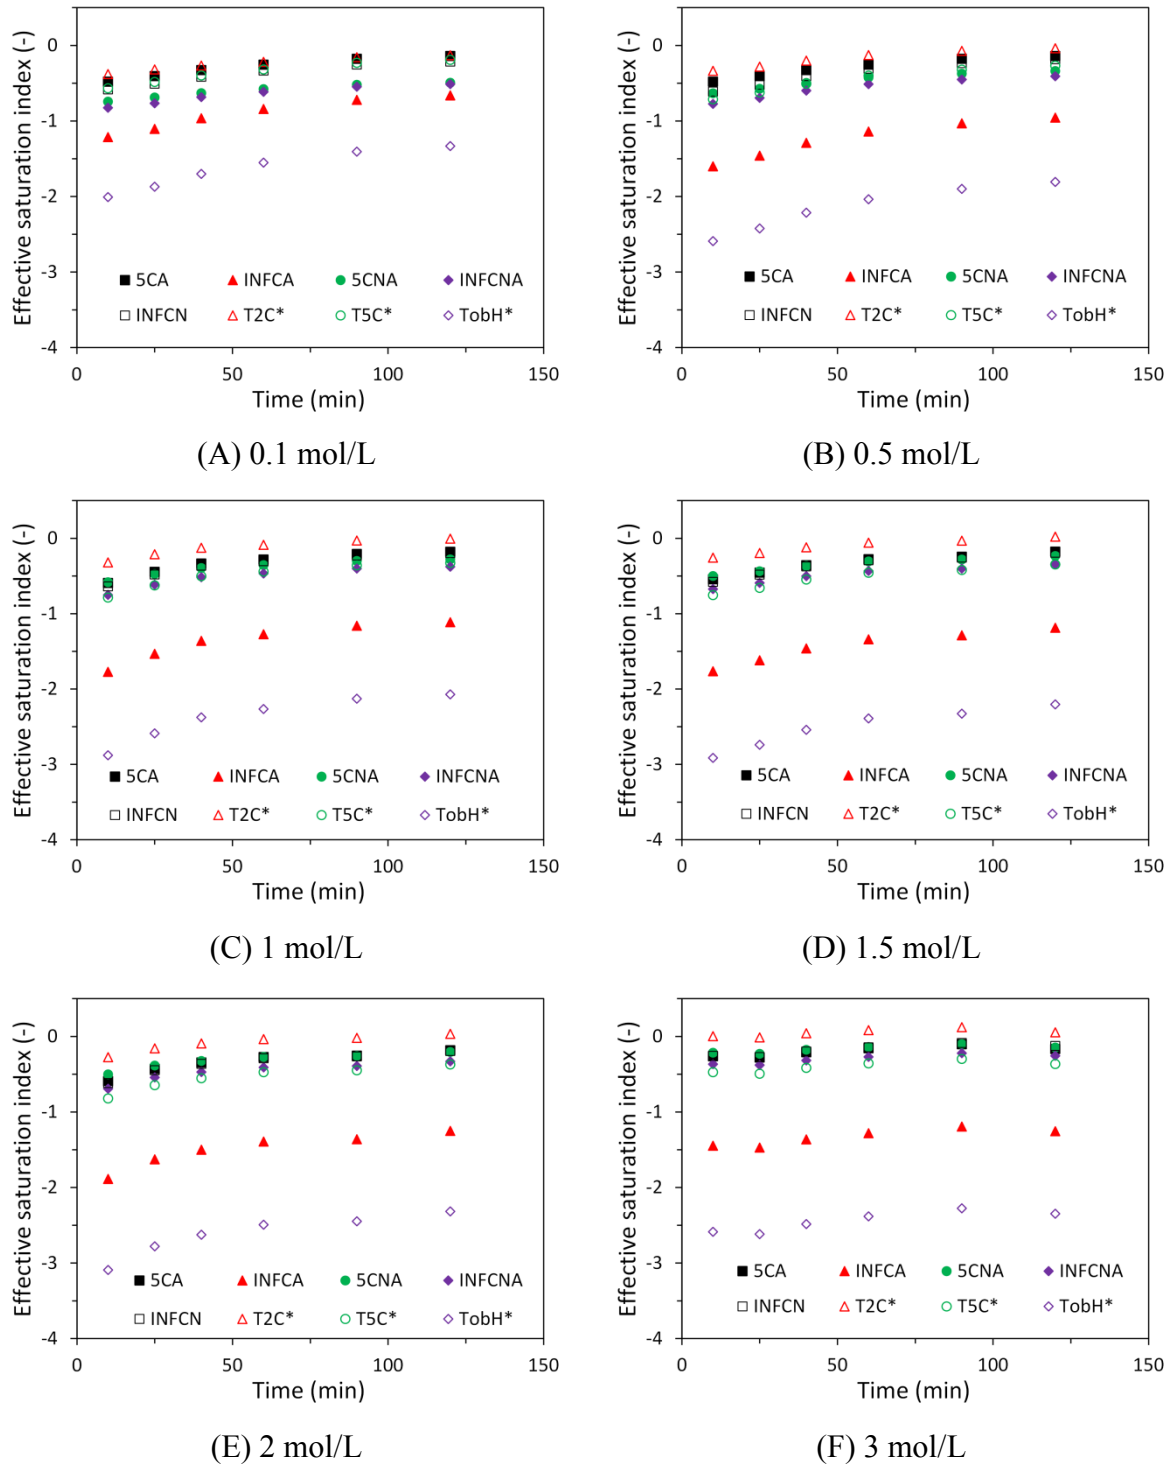 Effective saturation index (-)
0
-1
-2
-3
-4
5CA INFCA 5CNA INFCNA
INFCN T2C* T5C* TobH*
0 50 100 150
Time (min)
(A) 0.1 mol/L
Effective saturation index (-)
0
-1
-2
-3
-4
5CA INFCA 5CNA INFCNA
INFCN T2C* T5C* TobH*
0 50 100 150
Time (min)
(B) 0.5 mol/L
Effective saturation index (-)
0
-1
-2
-3
-4
5CA INFCA 5CNA INFCNA
INFCN T2C* T5C* TobH*
0 50 100 150
Time (min)
(C) 1 mol/L
Effective saturation index (-)
0
-1
-2
-3
-4
5CA INFCA 5CNA INFCNA
INFCN T2C* T5C* TobH*
0 50 100 150
Time (min)
(D) 1.5 mol/L
Effective saturation index (-)
0
-1
-2
-3
-4
5CA INFCA 5CNA INFCNA
INFCN T2C* T5C* TobH*
0 50 100 150
Time (min)
(E) 2 mol/L
Effective saturation index (-)
0
-1
-2
-3
-4
5CA INFCA 5CNA INFCNA
INFCN T2C* T5C* TobH*
0 50 100 150
Time (min)
(F) 3 mol/L